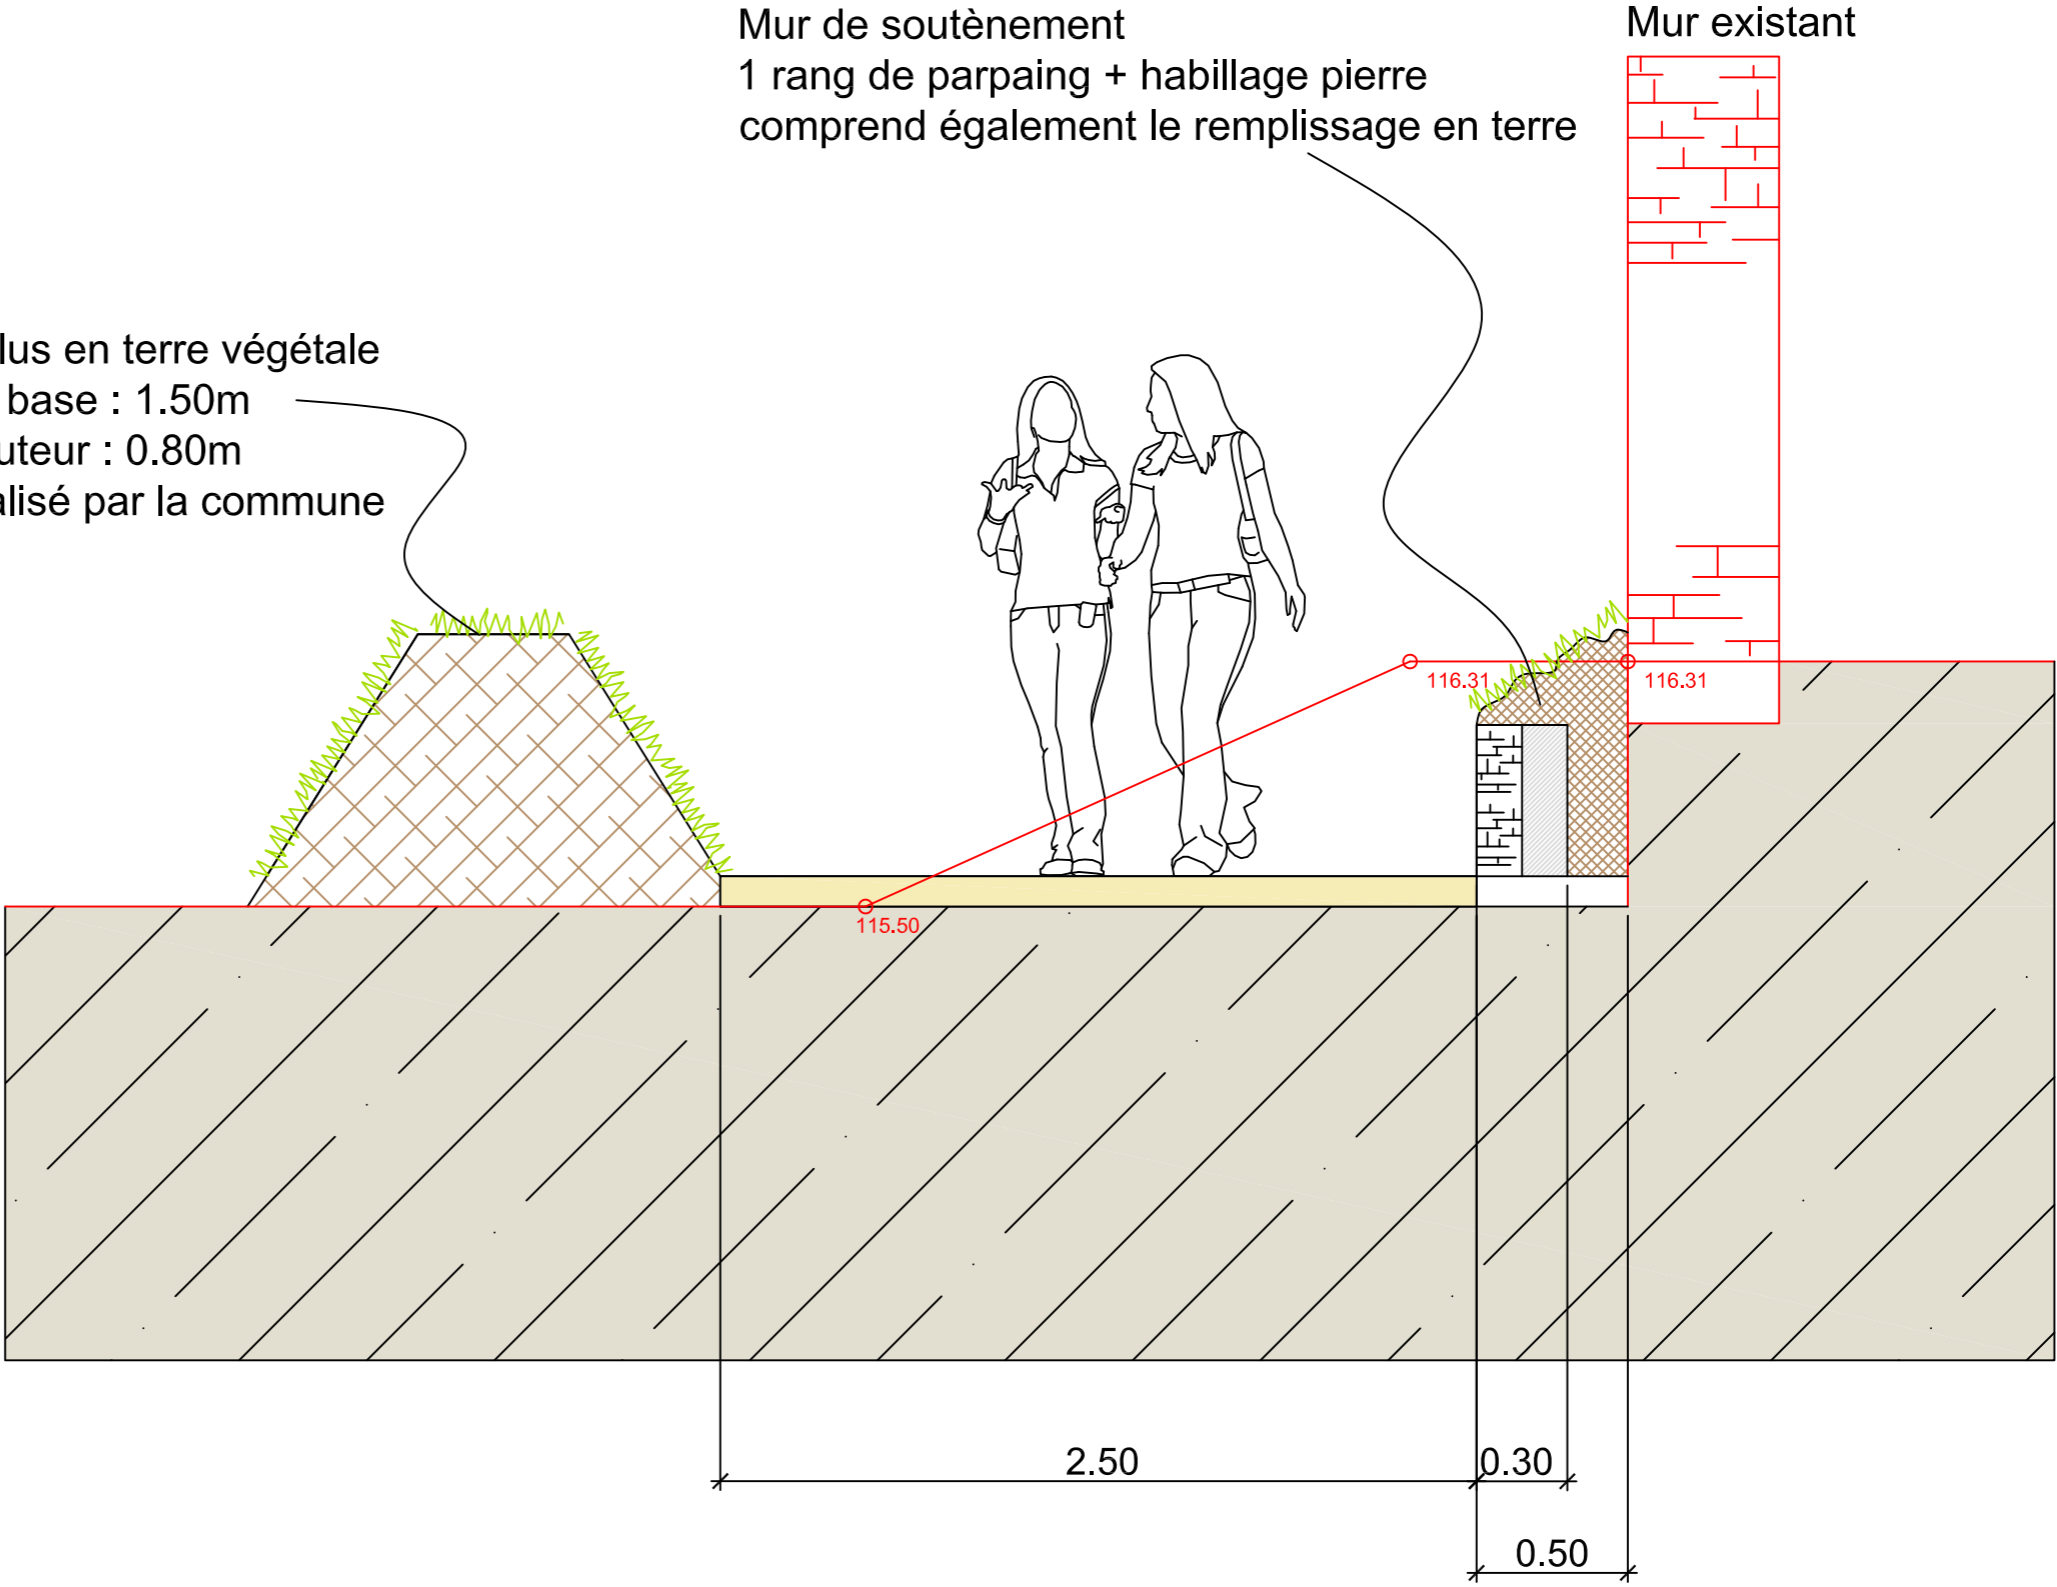 Mur de soutènement
1 rang de parpaing + habillage pierre
comprend également le remplissage en terre
Mur existant
lus en terre végétale
base : 1.50m
uteur : 0.80m
alisé par la commune
116.31
116.31
115.50
2.50
0.30
0.50